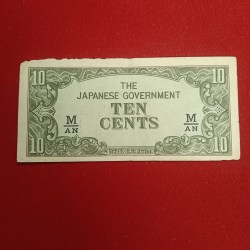 10 10
THE
JAPANESE GOVERNMENT
TEN
CENTS
M/AN M/AN
10 10